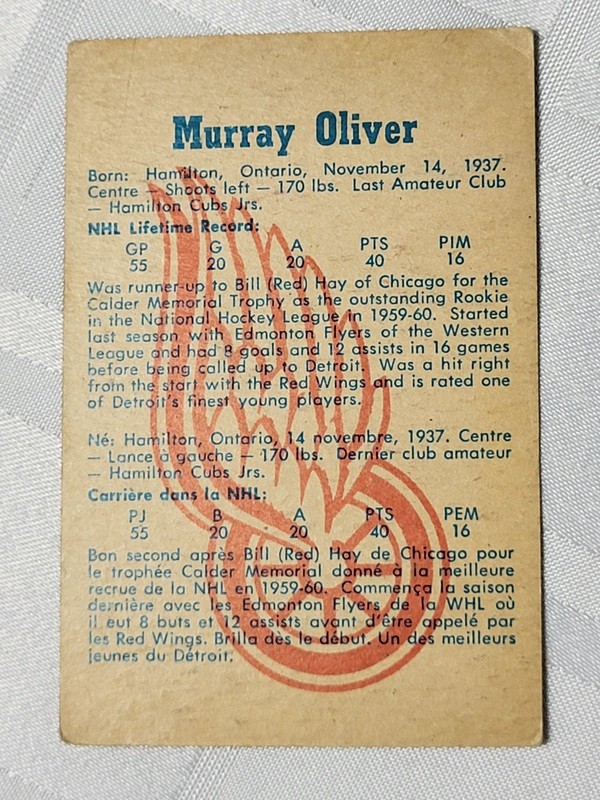 Murray Oliver
Born: Hamilton, Ontario, November 14, 1937.
Centre — Shoots left — 170 lbs. Last Amateur Club
— Hamilton Cubs Jrs.
NHL Lifetime Record:
GP G A PTS PIM
55 20 20 40 16
Was runner-up to Bill (Red) Hay of Chicago for the
Calder Memorial Trophy as the outstanding Rookie
in the National Hockey League in 1959-60. Started
last season with Edmonton Flyers of the Western
League and had 8 goals and 12 assists in 16 games
before being called up to Detroit. Was a hit right
from the start with the Red Wings and is rated one
of Detroit's finest young players.
Né: Hamilton, Ontario, 14 novembre, 1937. Centre
— Lance à gauche — 170 lbs. Dernier club amateur
— Hamilton Cubs Jrs.
Carrière dans la NHL:
PJ B A PTS PEM
55 20 20 40 16
Bon second après Bill (Red) Hay de Chicago pour
le trophée Calder Memorial donné à la meilleure
recrue de la NHL en 1959-60. Commença la saison
dernière avec les Edmonton Flyers de la WHL où
il eut 8 buts et 12 assists avant d'être appelé par
les Red Wings. Brilla dès le début. Un des meilleurs
jeunes du Détroit.